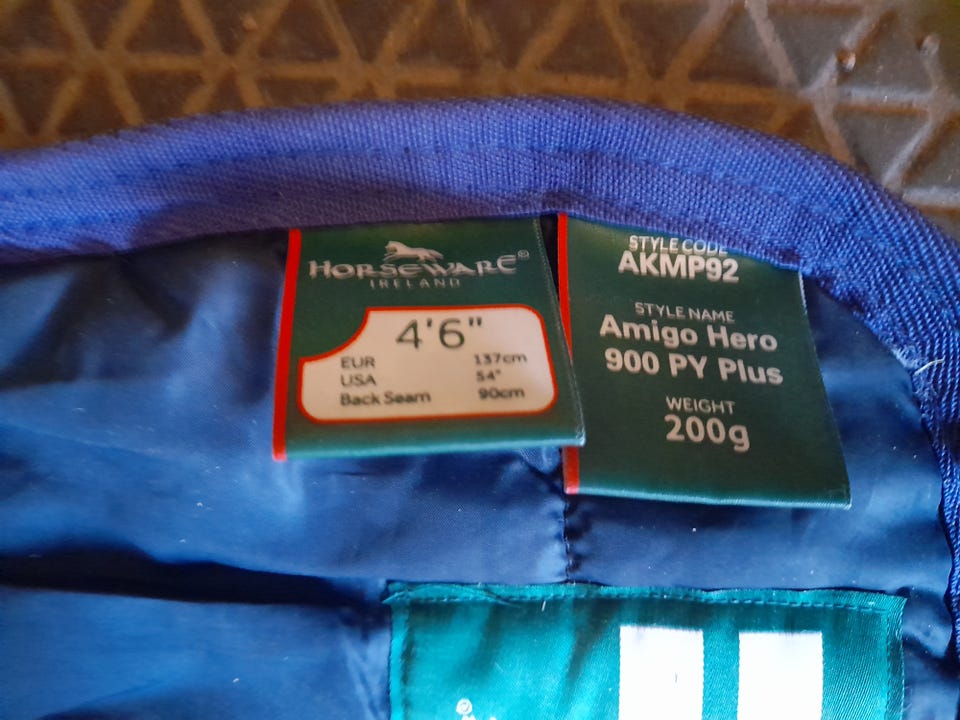 HORSEWARE®
IRELAND
4'6"
EUR 137cm
USA 54"
Back Seam 90cm
STYLE CODE
AKMP92
STYLE NAME
Amigo Hero
900 PY Plus
WEIGHT
200g